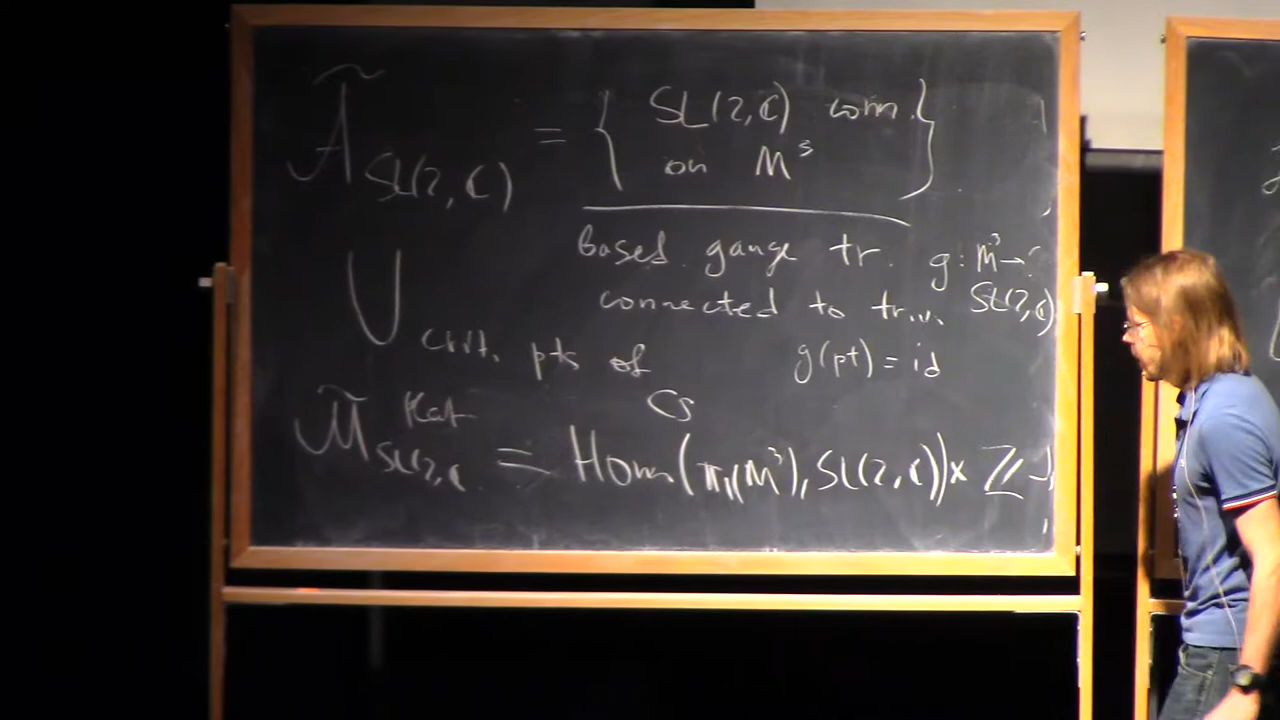 Ã_{SL(2,ℂ)} = { SL(2,ℂ) conn. on M³ }
based gauge tr. g: M³→
connected to triv. SL(2,ℂ)
∪ crit. pts of g(pt) = id
CS
M̃^{flat}_{SL(2,ℂ)} = Hom(π₁(M³), SL(2,ℂ)) × ℤ